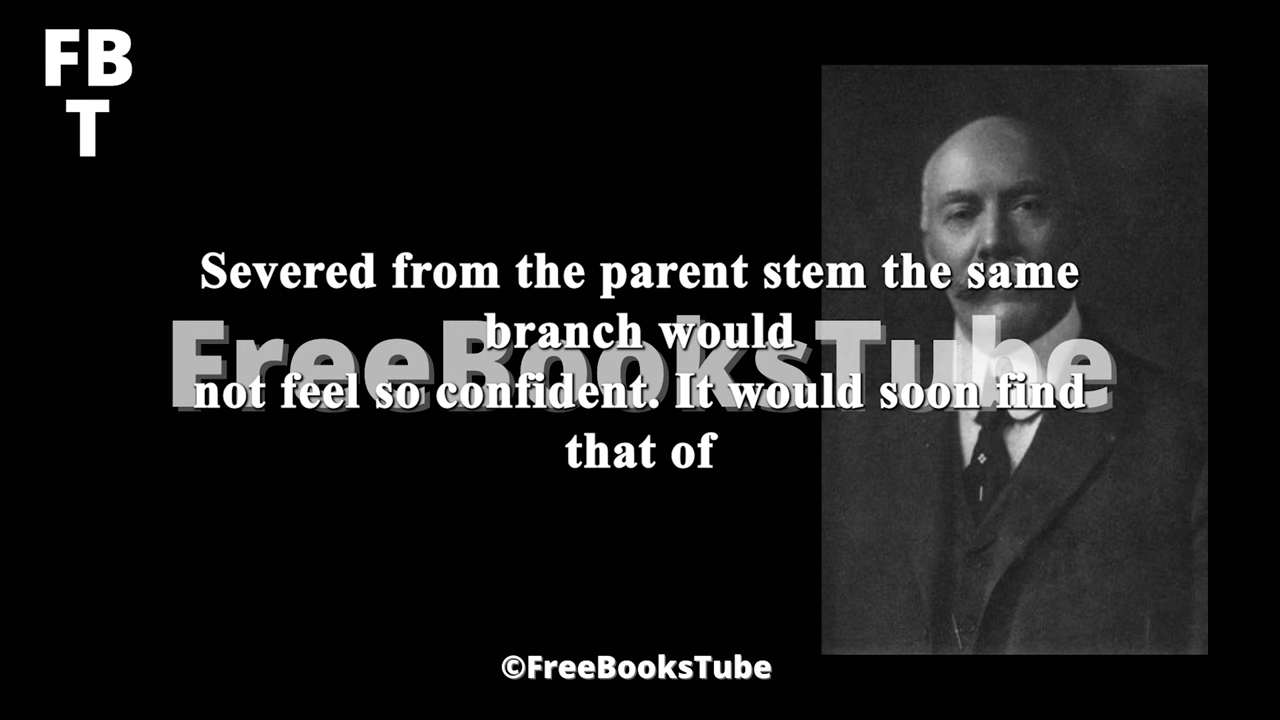 FB
T
Severed from the parent stem the same
branch would
FreeBooksTube
not feel so confident. It would soon find
that of
©FreeBooksTube